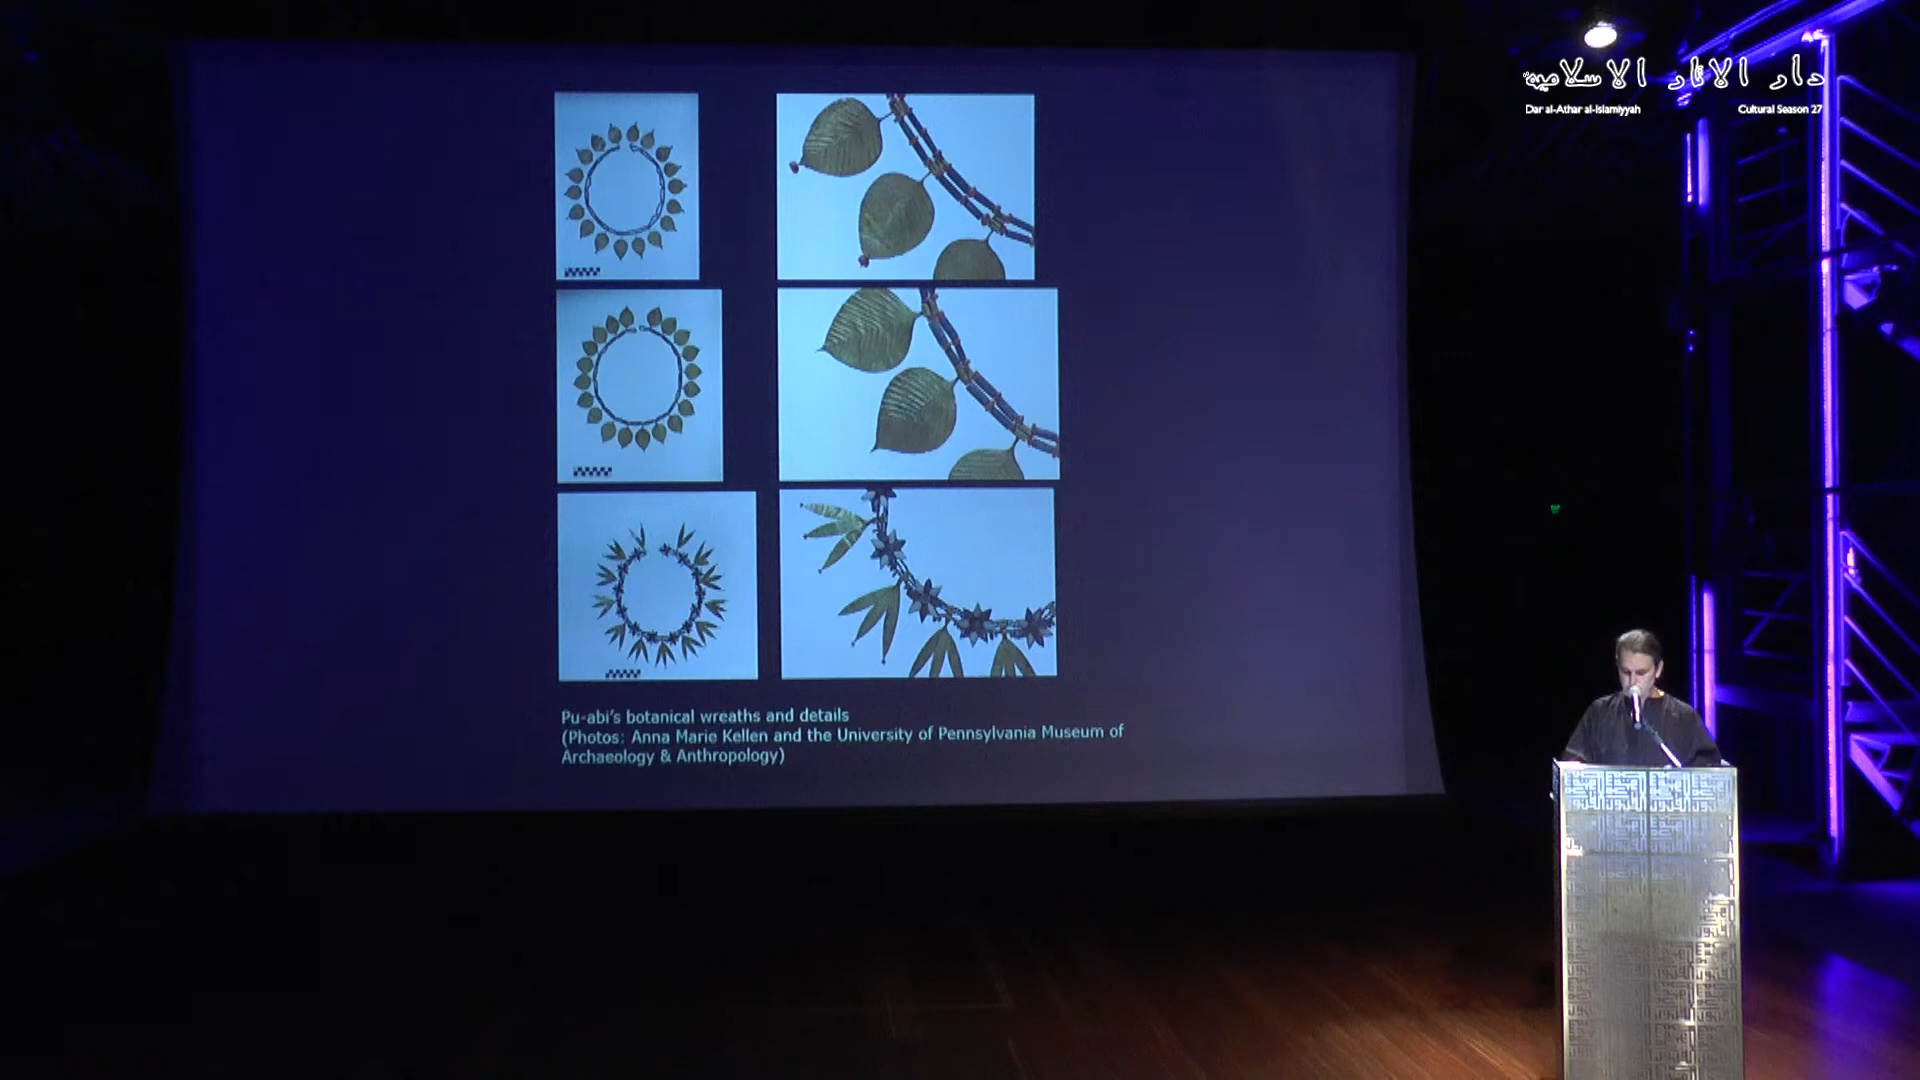 دار الآثار الاسلاميه
Dar al-Athar al-Islamiyyah Cultural Season 27
Pu-abi's botanical wreaths and details
(Photos: Anna Marie Kellen and the University of Pennsylvania Museum of
Archaeology & Anthropology)